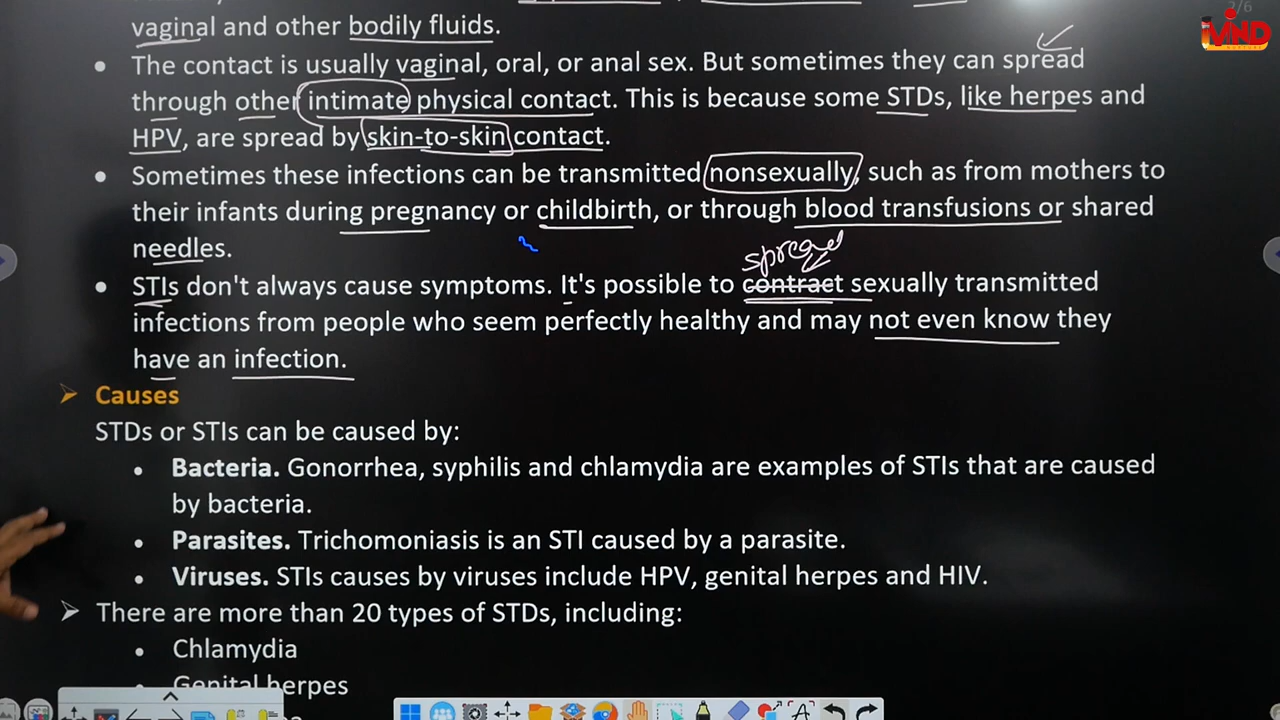 2/6
iMND
vaginal and other bodily fluids.
• The contact is usually vaginal, oral, or anal sex. But sometimes they can spread
through other intimate physical contact. This is because some STDs, like herpes and
HPV, are spread by skin-to-skin contact.
• Sometimes these infections can be transmitted nonsexually, such as from mothers to
their infants during pregnancy or childbirth, or through blood transfusions or shared
needles.
spread
• STIs don't always cause symptoms. It's possible to contract sexually transmitted
infections from people who seem perfectly healthy and may not even know they
have an infection.
➢ Causes
STDs or STIs can be caused by:
• Bacteria. Gonorrhea, syphilis and chlamydia are examples of STIs that are caused
by bacteria.
• Parasites. Trichomoniasis is an STI caused by a parasite.
• Viruses. STIs causes by viruses include HPV, genital herpes and HIV.
➢ There are more than 20 types of STDs, including:
• Chlamydia
• Genital herpes